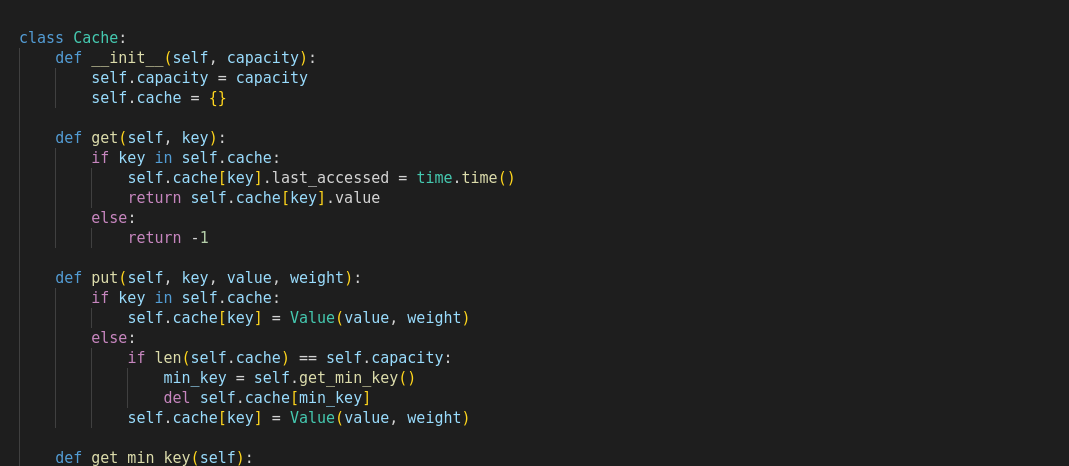 class Cache:
    def __init__(self, capacity):
        self.capacity = capacity
        self.cache = {}

    def get(self, key):
        if key in self.cache:
            self.cache[key].last_accessed = time.time()
            return self.cache[key].value
        else:
            return -1

    def put(self, key, value, weight):
        if key in self.cache:
            self.cache[key] = Value(value, weight)
        else:
            if len(self.cache) == self.capacity:
                min_key = self.get_min_key()
                del self.cache[min_key]
            self.cache[key] = Value(value, weight)

    def get_min_key(self):